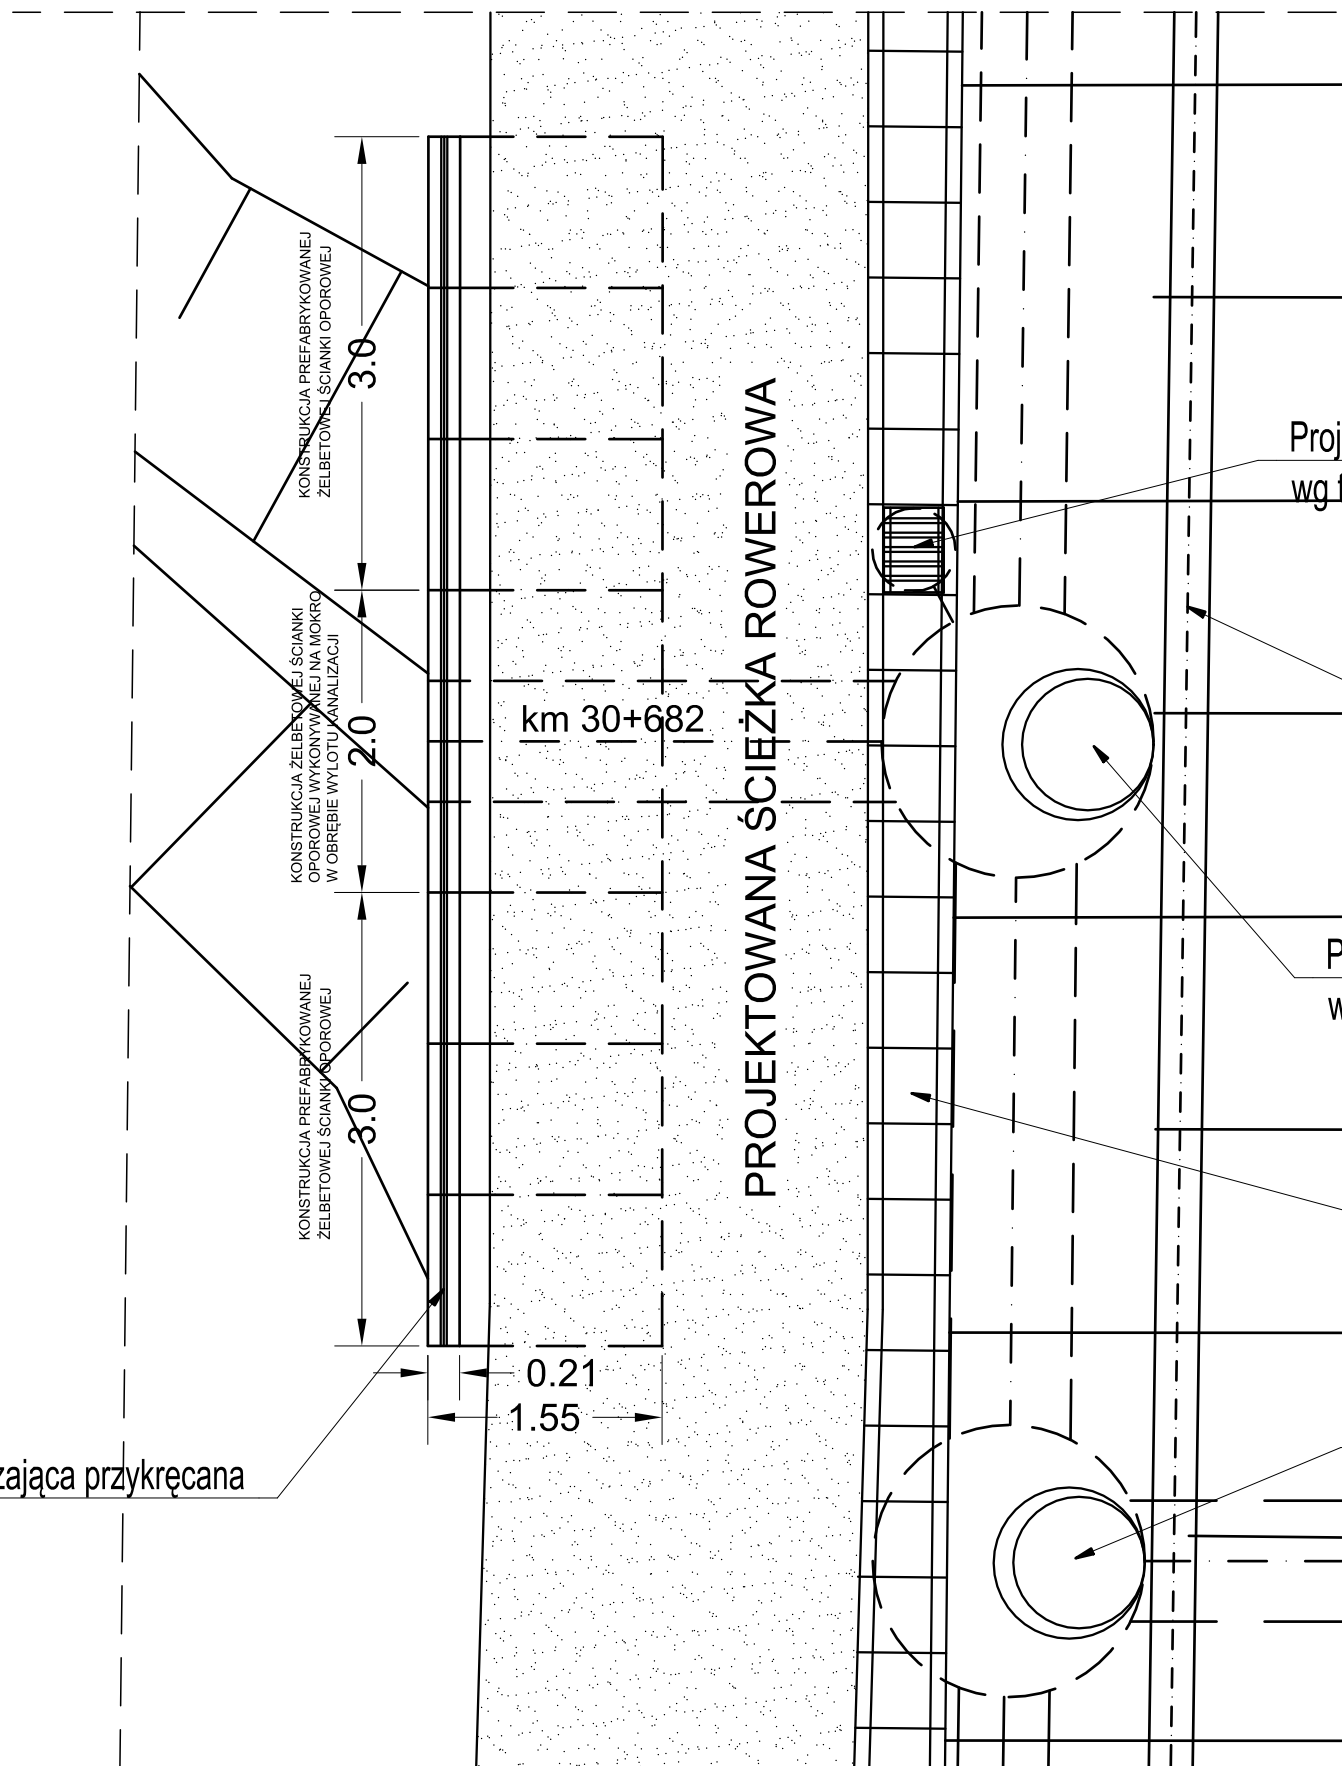 KONSTRUKCJA PREFABRYKOWANEJ
ŻELBETOWEJ ŚCIANKI OPOROWEJ
3.0
KONSTRUKCJA ŻELBETOWEJ ŚCIANKI
OPOROWEJ WYKONYWANEJ NA MOKRO
W OBRĘBIE WYLOTU KANALIZACJI
2.0
km 30+682
PROJEKTOWANA ŚCIEŻKA ROWEROWA
KONSTRUKCJA PREFABRYKOWANEJ
ŻELBETOWEJ ŚCIANKI OPOROWEJ
3.0
0.21
1.55
zająca przykręcana
Proj
wg
P
w